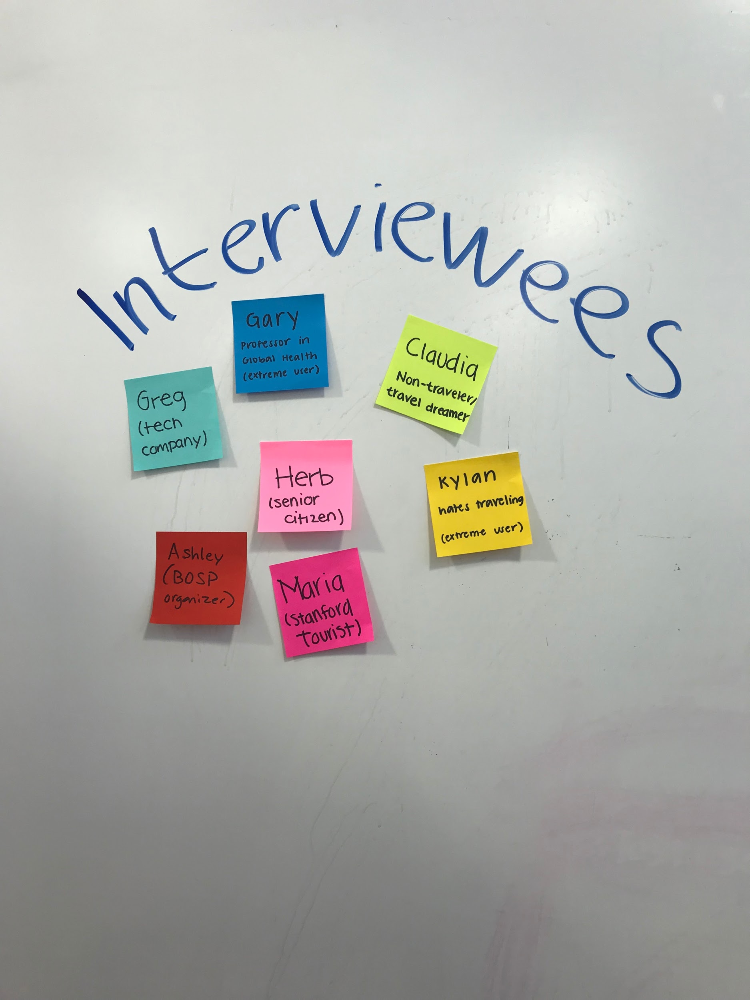 Interviewees
Gary
Professor in
Global Health
(extreme user)
Claudia
Non-traveler/
travel dreamer
Greg
(tech
company)
Herb
(senior
citizen)
Kylan
hates traveling
(extreme user)
Ashley
(BOSP
organizer)
Maria
(Stanford
tourist)